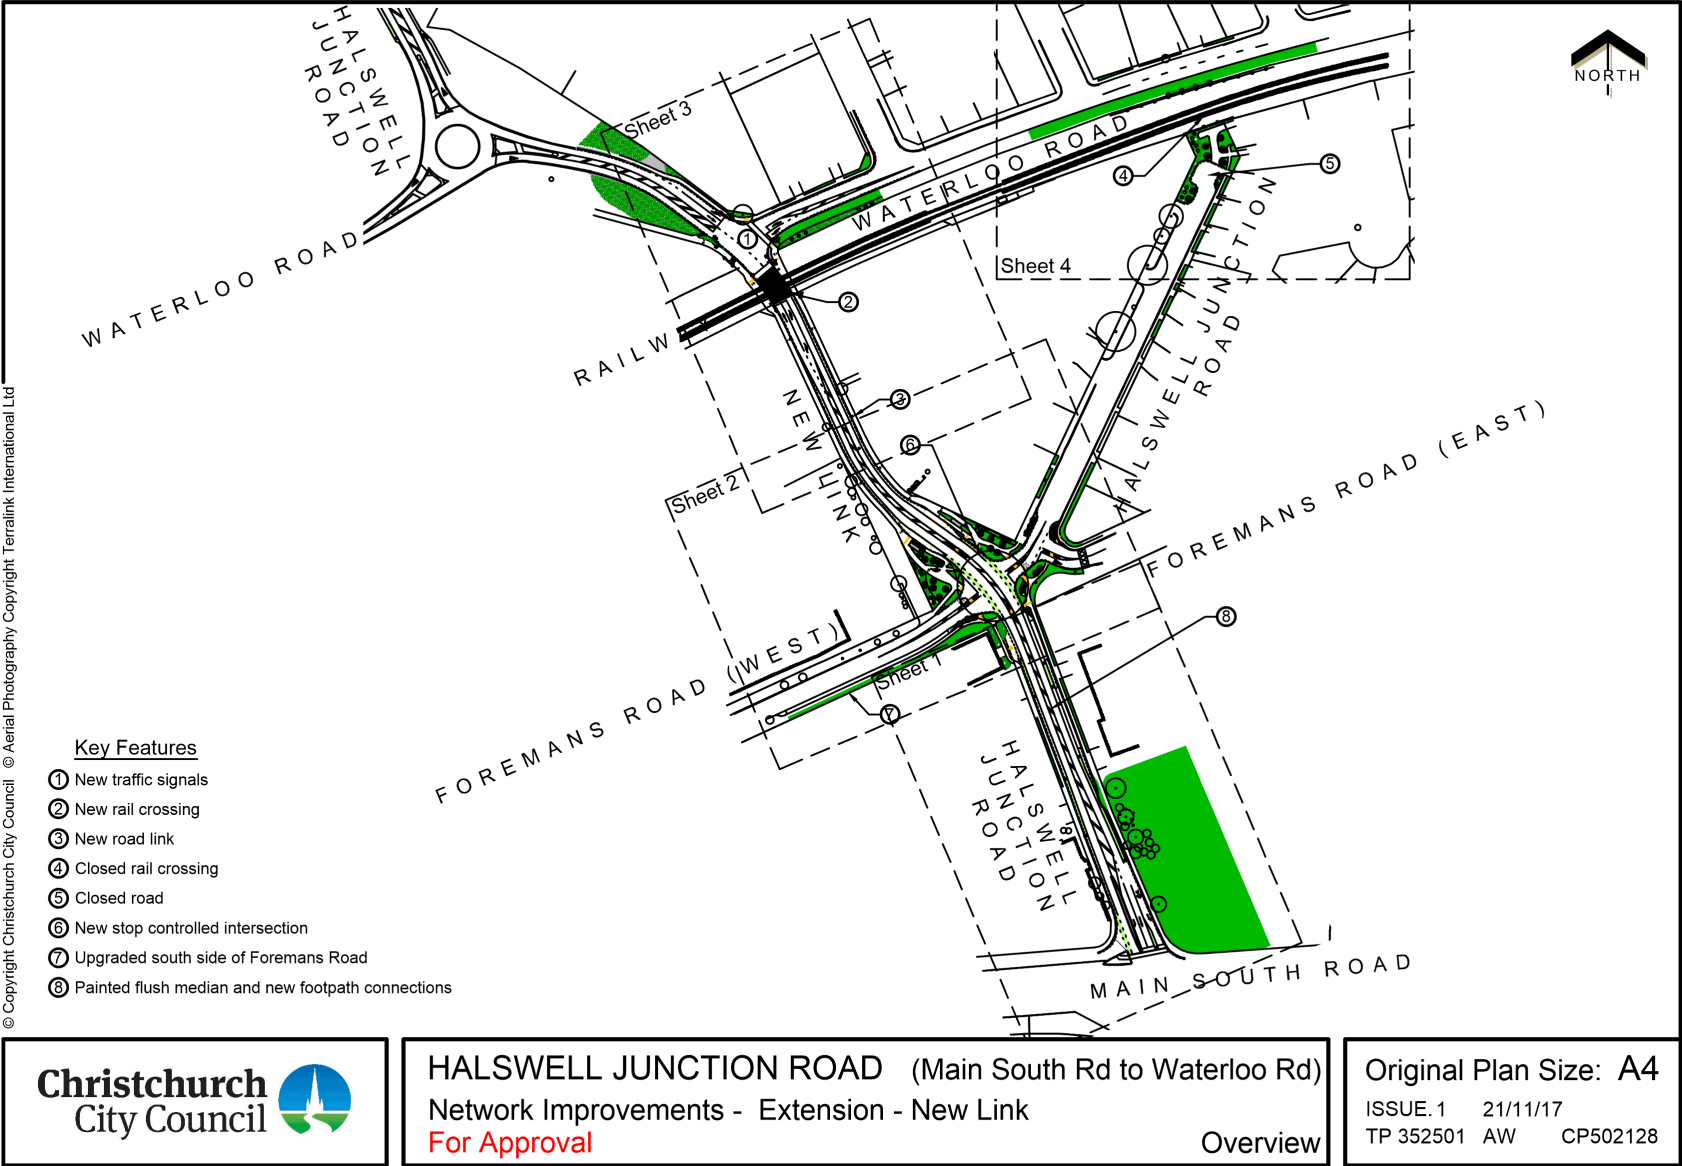 HALSWELL
JUNCTION
ROAD
Sheet 3
NORTH
WATERLOO ROAD
4
5
1
WATERLOO ROAD
Sheet 4
2
RAILW
HALSWELL JUNCTION
ROAD
NEW LINK
3
6
Sheet 2
FOREMANS ROAD (EAST)
8
FOREMANS ROAD (WEST)
Sheet 1
7
HALSWELL
JUNCTION
ROAD
MAIN SOUTH ROAD
Key Features
1 New traffic signals
2 New rail crossing
3 New road link
4 Closed rail crossing
5 Closed road
6 New stop controlled intersection
7 Upgraded south side of Foremans Road
8 Painted flush median and new footpath connections
© Copyright Christchurch City Council © Aerial Photography Copyright Terralink International Ltd
Christchurch
City Council
HALSWELL JUNCTION ROAD (Main South Rd to Waterloo Rd)
Network Improvements - Extension - New Link
For Approval Overview
Original Plan Size: A4
ISSUE. 1 21/11/17
TP 352501 AW CP502128